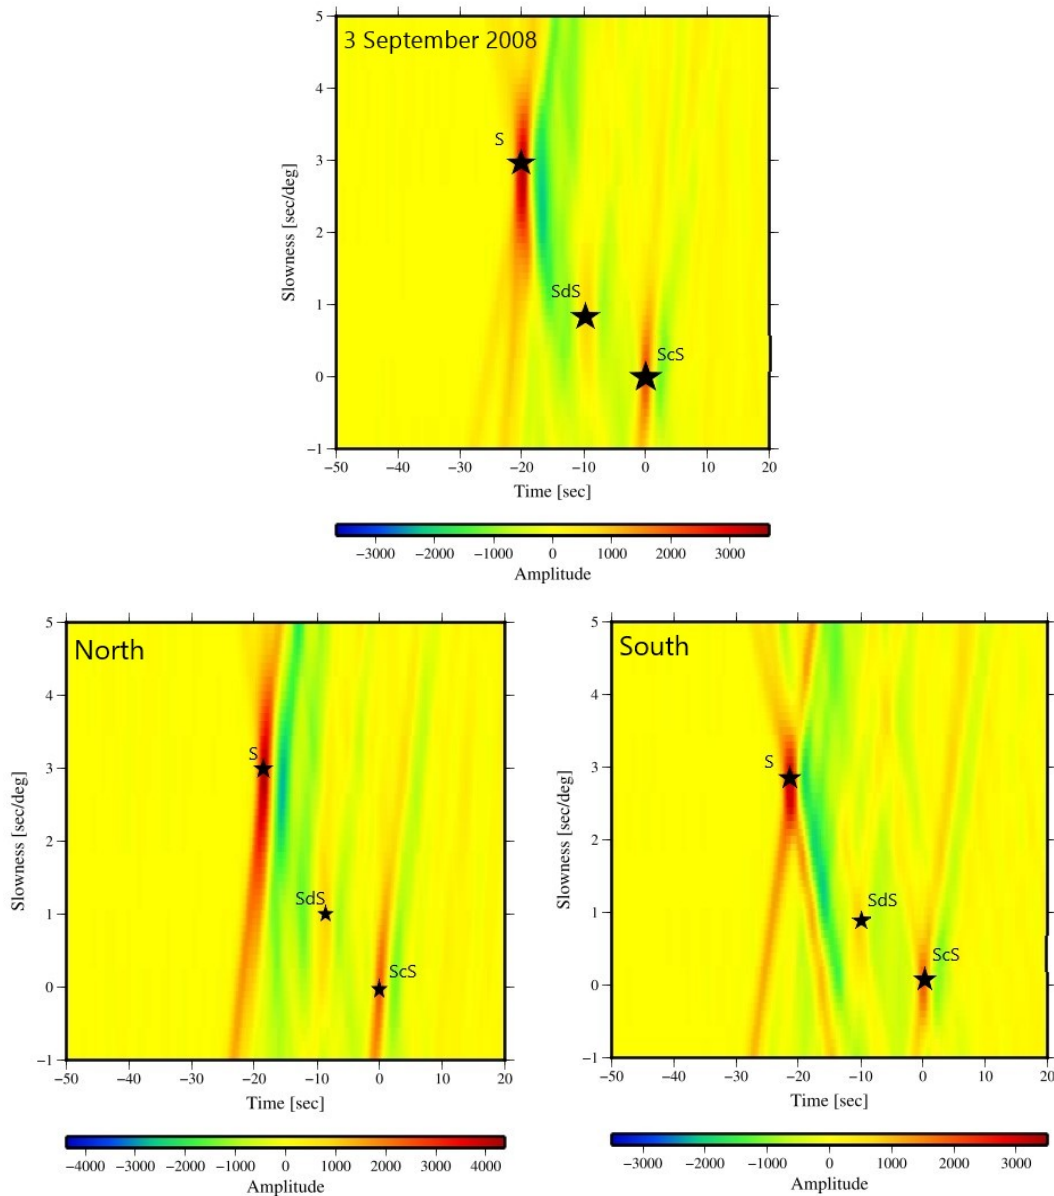 3 September 2008
5
4
S
3
Slowness [sec/deg]
2
SdS
1
ScS
0
−1
−50 −40 −30 −20 −10 0 10 20
Time [sec]
−3000 −2000 −1000 0 1000 2000 3000
Amplitude
North
5
4
S
3
Slowness [sec/deg]
2
SdS
1
ScS
0
−1
−50 −40 −30 −20 −10 0 10 20
Time [sec]
−4000 −3000 −2000 −1000 0 1000 2000 3000 4000
Amplitude
South
5
4
S
3
Slowness [sec/deg]
2
SdS
1
ScS
0
−1
−50 −40 −30 −20 −10 0 10 20
Time [sec]
−3000 −2000 −1000 0 1000 2000 3000
Amplitude